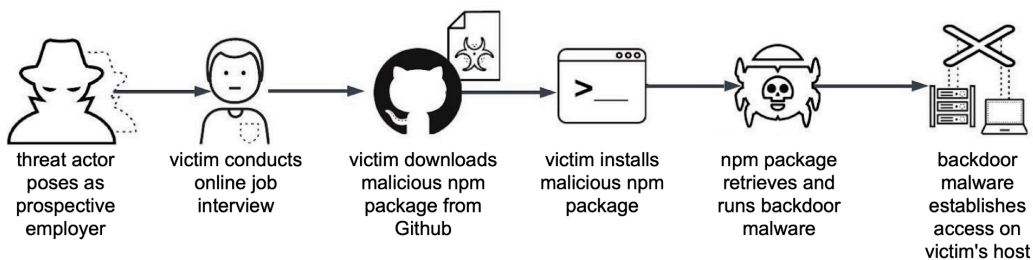 threat actor
poses as
prospective
employer
victim conducts
online job
interview
victim downloads
malicious npm
package from
Github
>_
victim installs
malicious npm
package
npm package
retrieves and
runs backdoor
malware
backdoor
malware
establishes
access on
victim's host